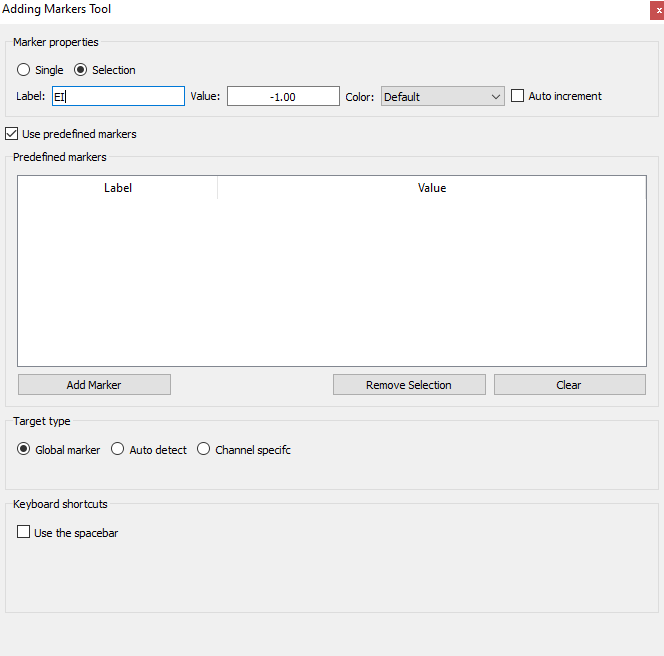 Adding Markers Tool
x
Marker properties
Single Selection
Label: EI Value: -1.00 Color: Default Auto increment
Use predefined markers
Predefined markers
Label Value
Add Marker Remove Selection Clear
Target type
Global marker Auto detect Channel specifc
Keyboard shortcuts
Use the spacebar